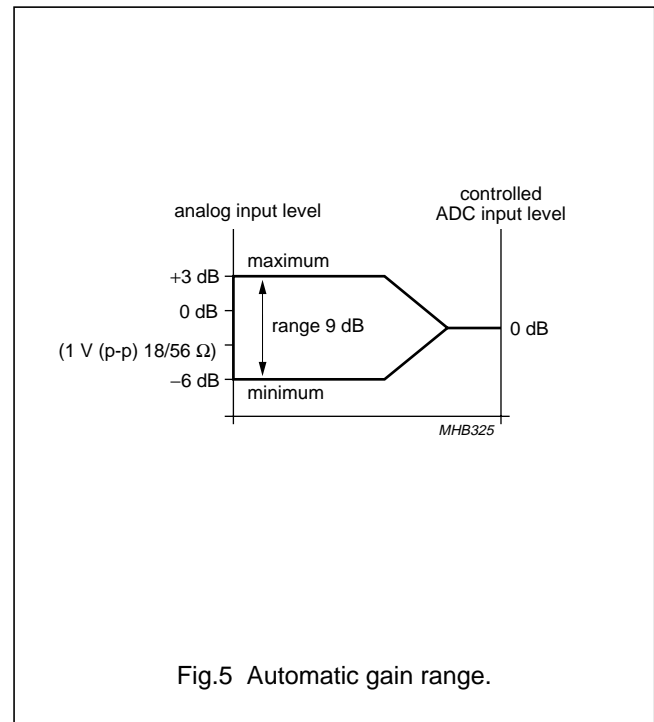 analog input level
controlled
ADC input level
maximum
+3 dB
0 dB
range 9 dB
0 dB
(1 V (p-p) 18/56 Ω)
−6 dB
minimum
MHB325
Fig.5 Automatic gain range.